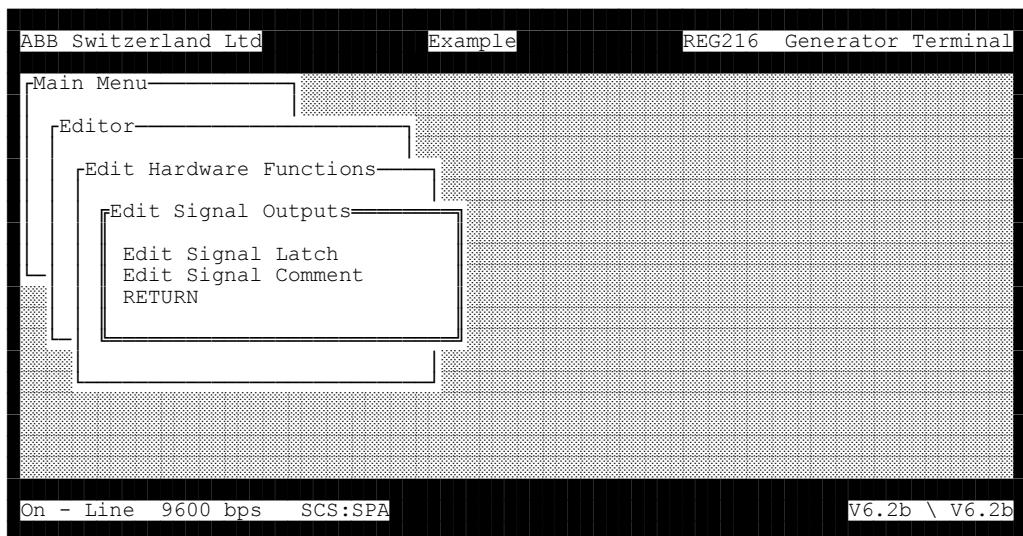 ABB Switzerland Ltd Example REG216 Generator Terminal
Main Menu
Editor
Edit Hardware Functions
Edit Signal Outputs
Edit Signal Latch
Edit Signal Comment
RETURN
On - Line 9600 bps SCS:SPA V6.2b \ V6.2b